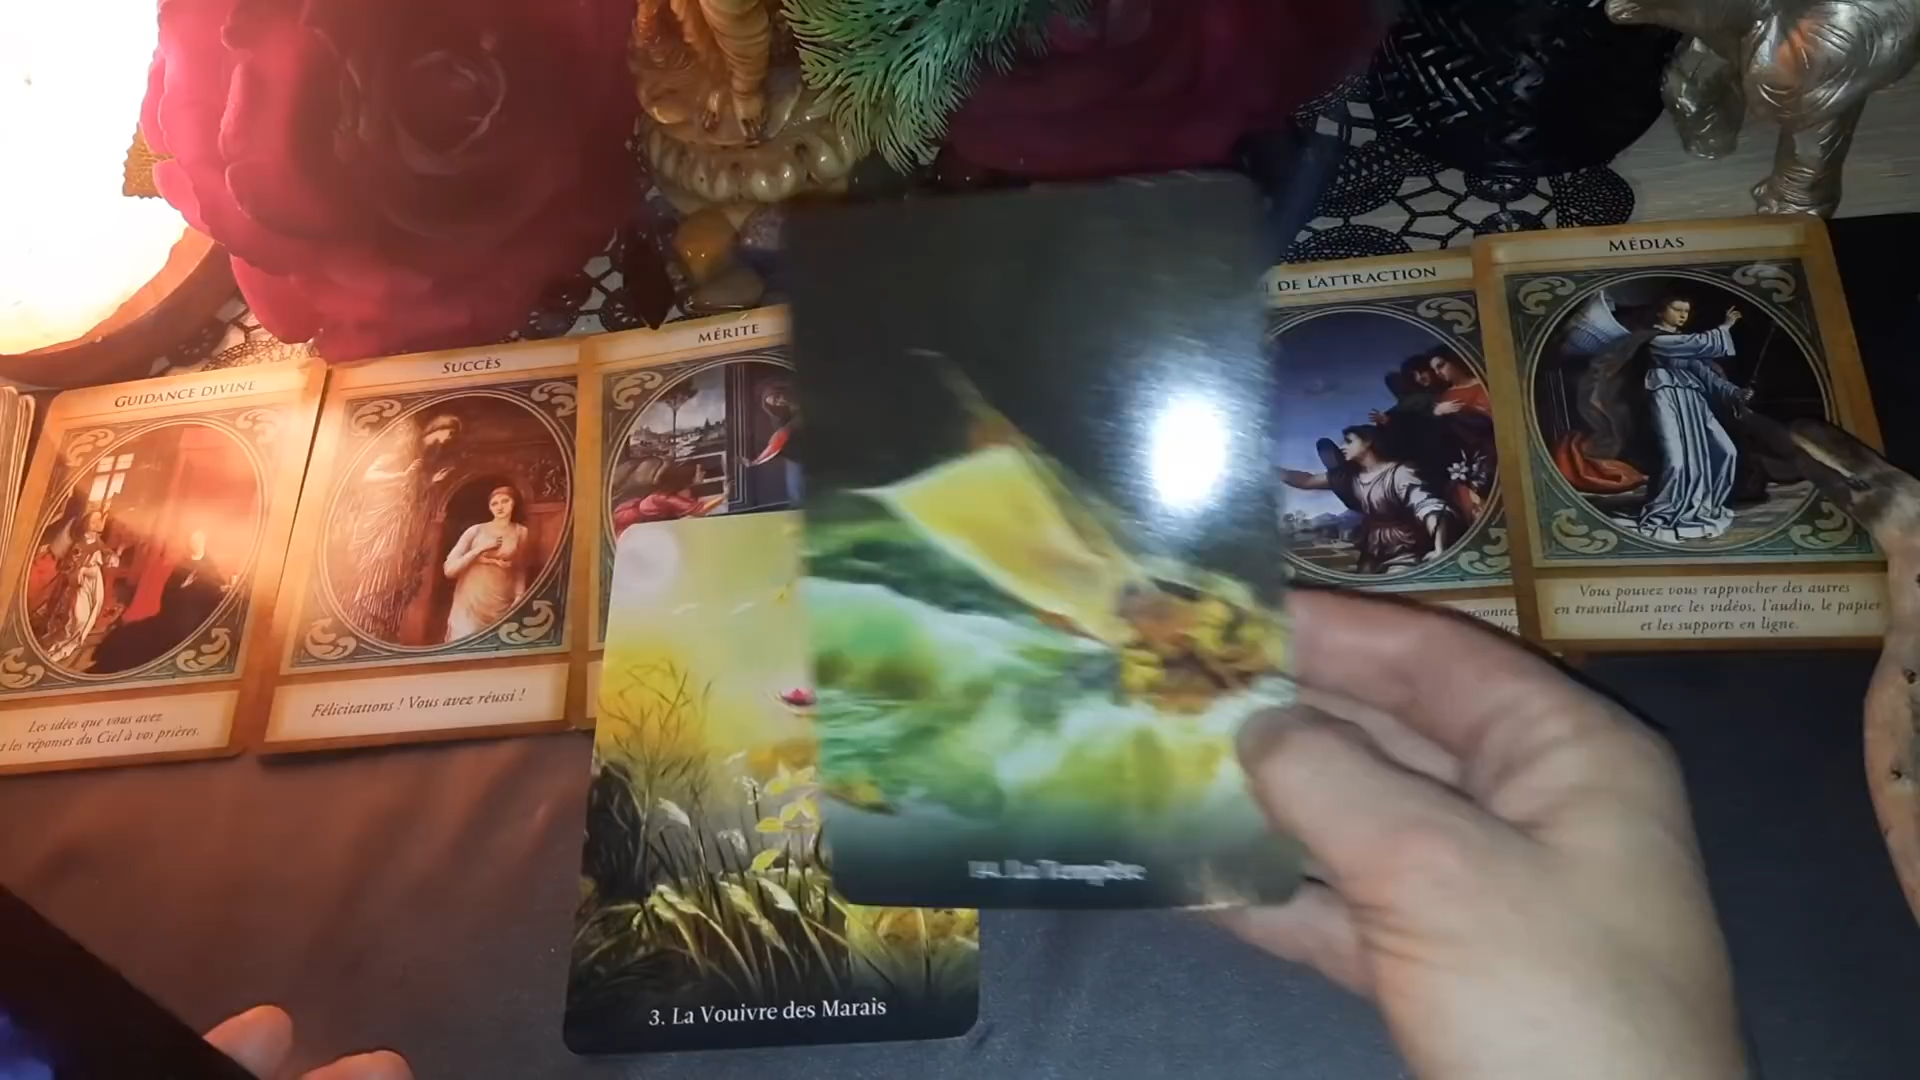 GUIDANCE DIVINE
SUCCÈS
MÉRITE
DE L'ATTRACTION
MÉDIAS
Les idées que vous avez
les réponses du Ciel à vos prières.
Félicitations ! Vous avez réussi !
Vous pouvez vous rapprocher des autres
en travaillant avec les vidéos, l'audio, le papier
et les supports en ligne.
La Tempête
3. La Vouivre des Marais